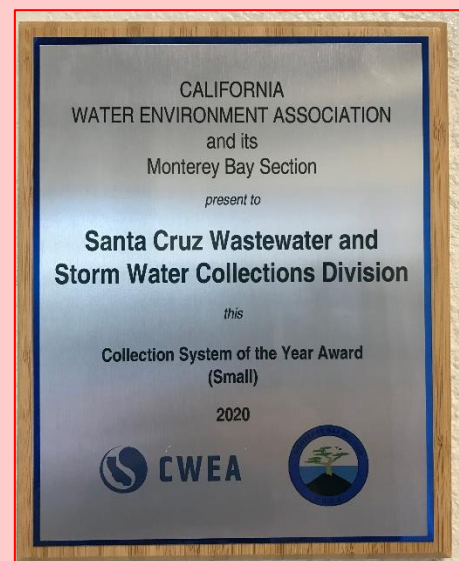 CALIFORNIA
WATER ENVIRONMENT ASSOCIATION
and its
Monterey Bay Section
present to
Santa Cruz Wastewater and
Storm Water Collections Division
this
Collection System of the Year Award
(Small)
2020
CWEA